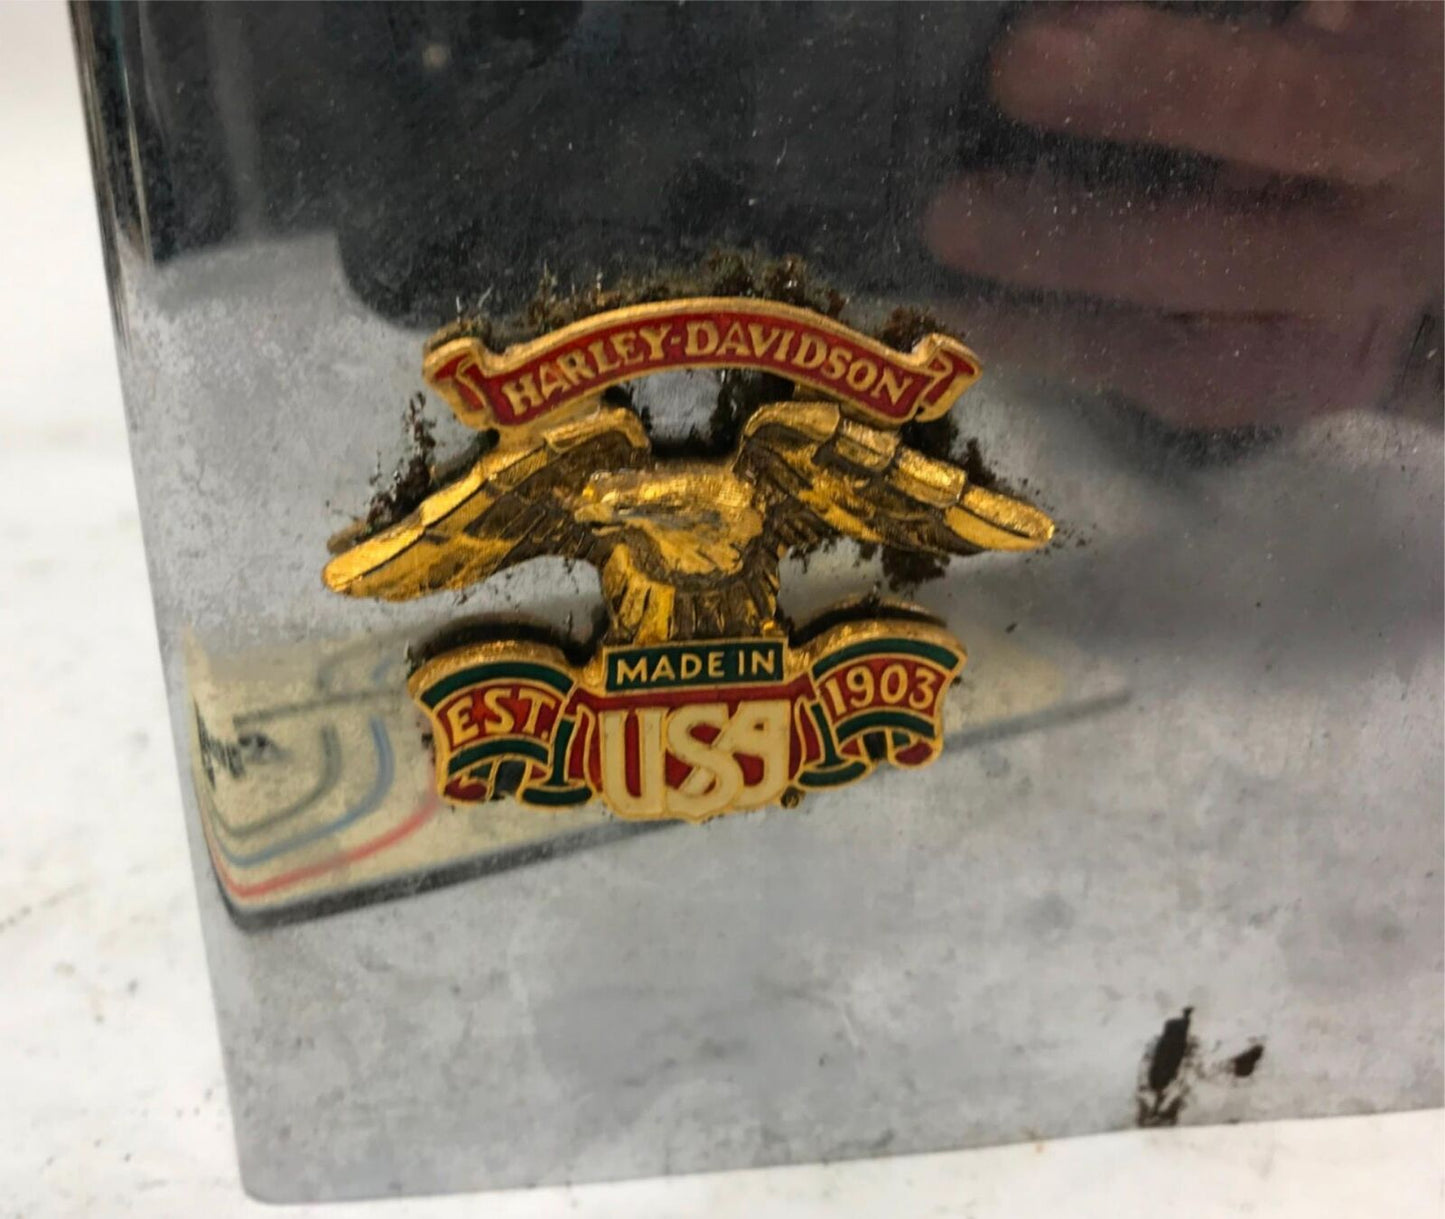 HARLEY-DAVIDSON
MADE IN
EST. USA 1903
®